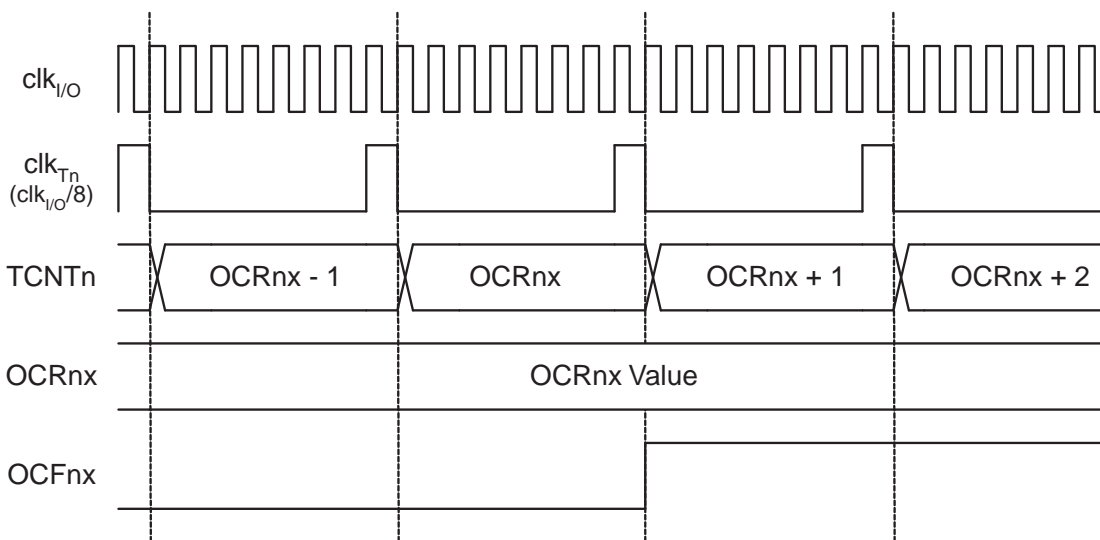 clkI/O
clkTn
(clkI/O/8)
TCNTn OCRnx - 1 OCRnx OCRnx + 1 OCRnx + 2
OCRnx OCRnx Value
OCFnx